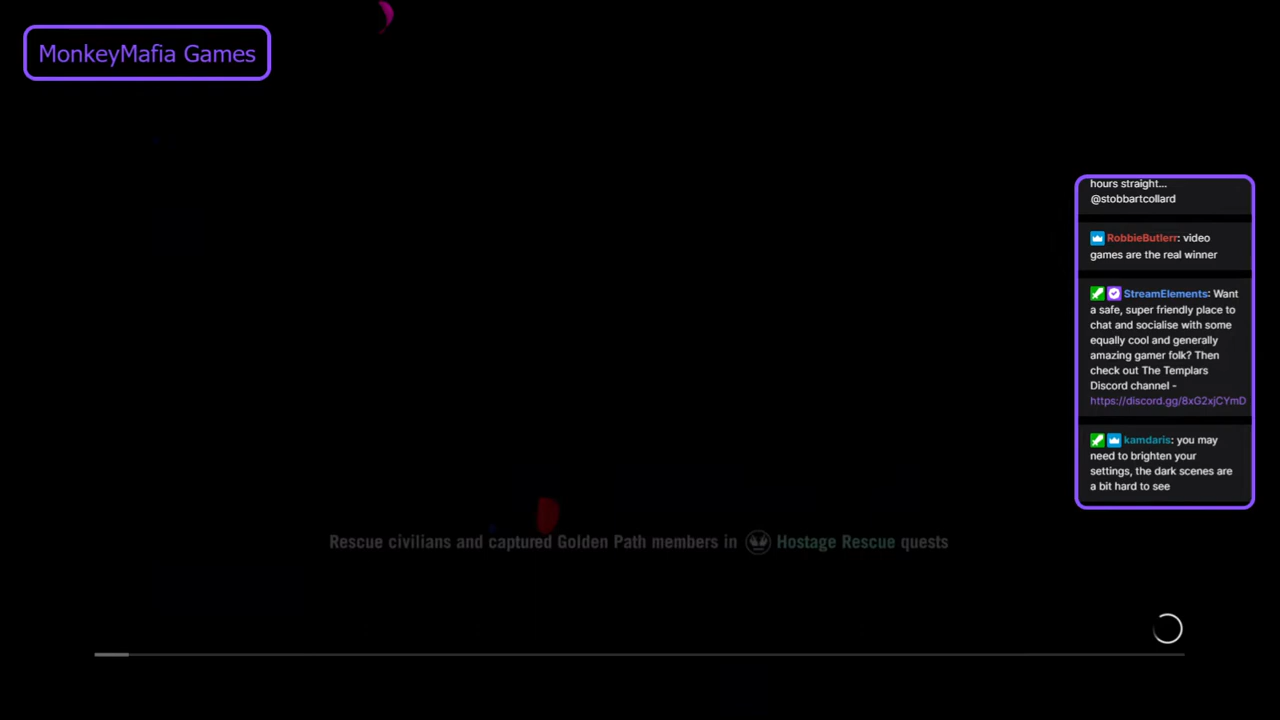 MonkeyMafia Games
hours straight...
@stobbartcollard
RobbieButlerr: video
games are the real winner
StreamElements: Want
a safe, super friendly place to
chat and socialise with some
equally cool and generally
amazing gamer folk? Then
check out The Templars
Discord channel -
https://discord.gg/8xG2xjCYmD
kamdaris: you may
need to brighten your
settings, the dark scenes are
a bit hard to see
Rescue civilians and captured Golden Path members in Hostage Rescue quests